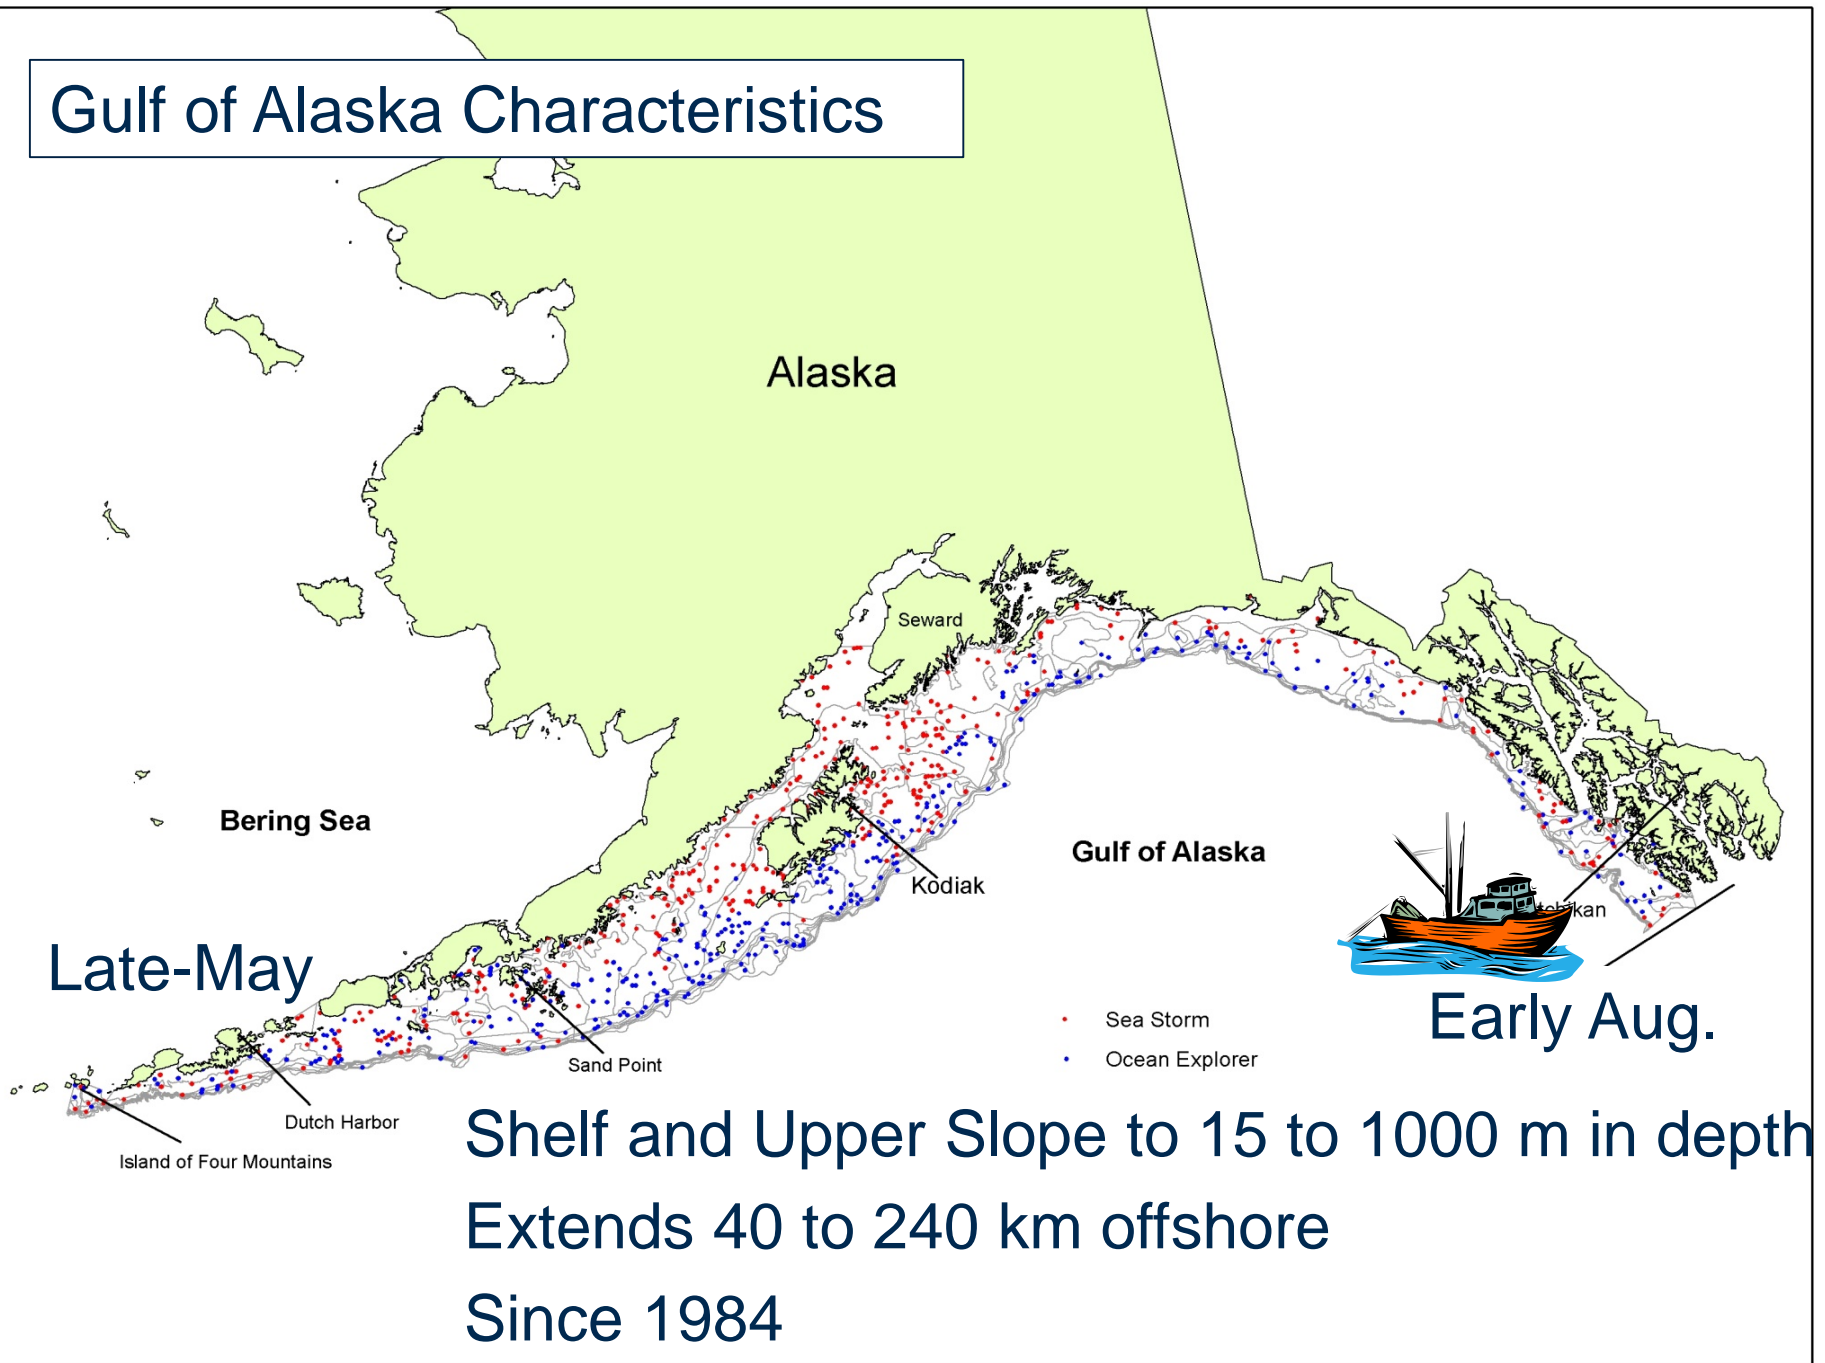 Gulf of Alaska Characteristics
Alaska
Seward
Bering Sea
Gulf of Alaska
Kodiak
Late-May
Sea Storm
Ocean Explorer
Early Aug.
Sand Point
Dutch Harbor
Island of Four Mountains
Shelf and Upper Slope to 15 to 1000 m in depth
Extends 40 to 240 km offshore
Since 1984